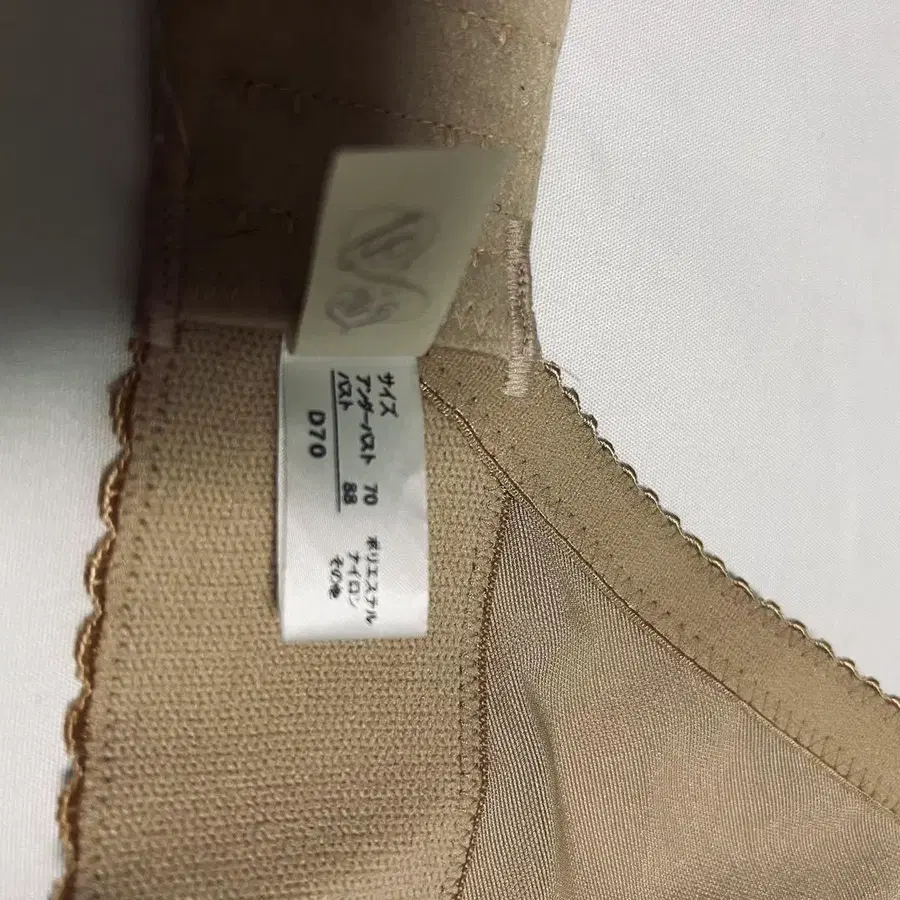 サイズ
アンダーバスト 70
バスト 88
D70
ポリエステル
ナイロン
その他